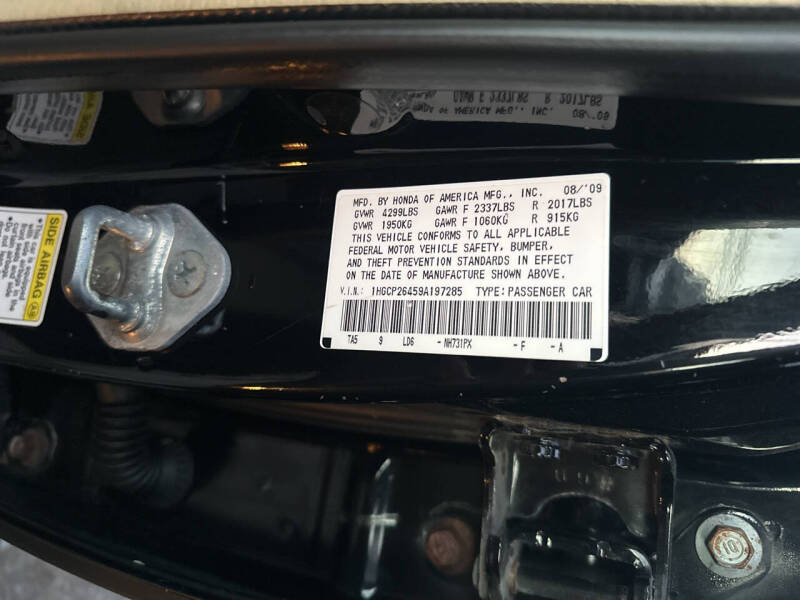 MFD. BY HONDA OF AMERICA MFG., INC. 08/'09
GVWR 4299LBS GAWR F 2337LBS R 2017LBS
GVWR 1950KG GAWR F 1060KG R 915KG
THIS VEHICLE CONFORMS TO ALL APPLICABLE
FEDERAL MOTOR VEHICLE SAFETY, BUMPER,
AND THEFT PREVENTION STANDARDS IN EFFECT
ON THE DATE OF MANUFACTURE SHOWN ABOVE.
V.I.N.: 1HGCP26459A197285 TYPE: PASSENGER CAR
TA5 9 LD6 - NH731PX - F - A
SIDE AIRBAG